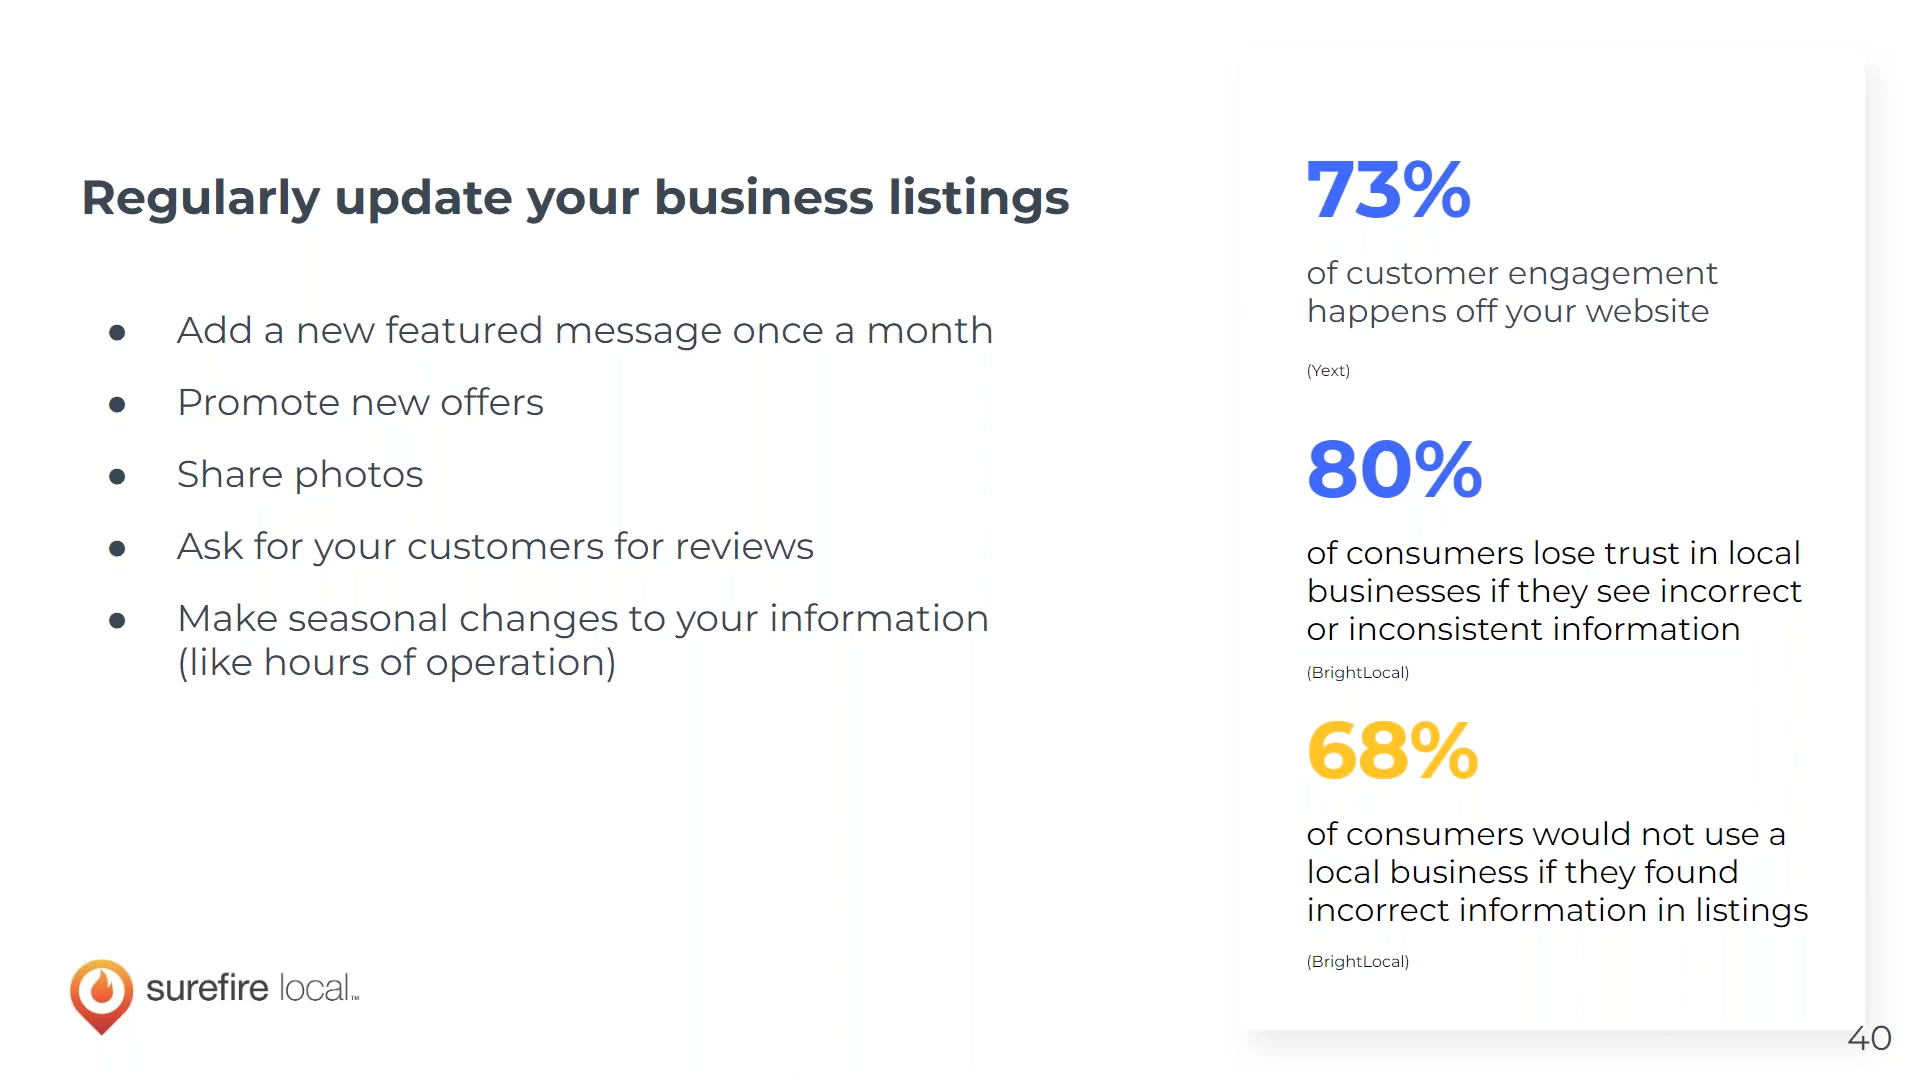 Regularly update your business listings
● Add a new featured message once a month
● Promote new offers
● Share photos
● Ask for your customers for reviews
● Make seasonal changes to your information
(like hours of operation)
73%
of customer engagement
happens off your website
(Yext)
80%
of consumers lose trust in local
businesses if they see incorrect
or inconsistent information
(BrightLocal)
68%
of consumers would not use a
local business if they found
incorrect information in listings
(BrightLocal)
surefire local™
40